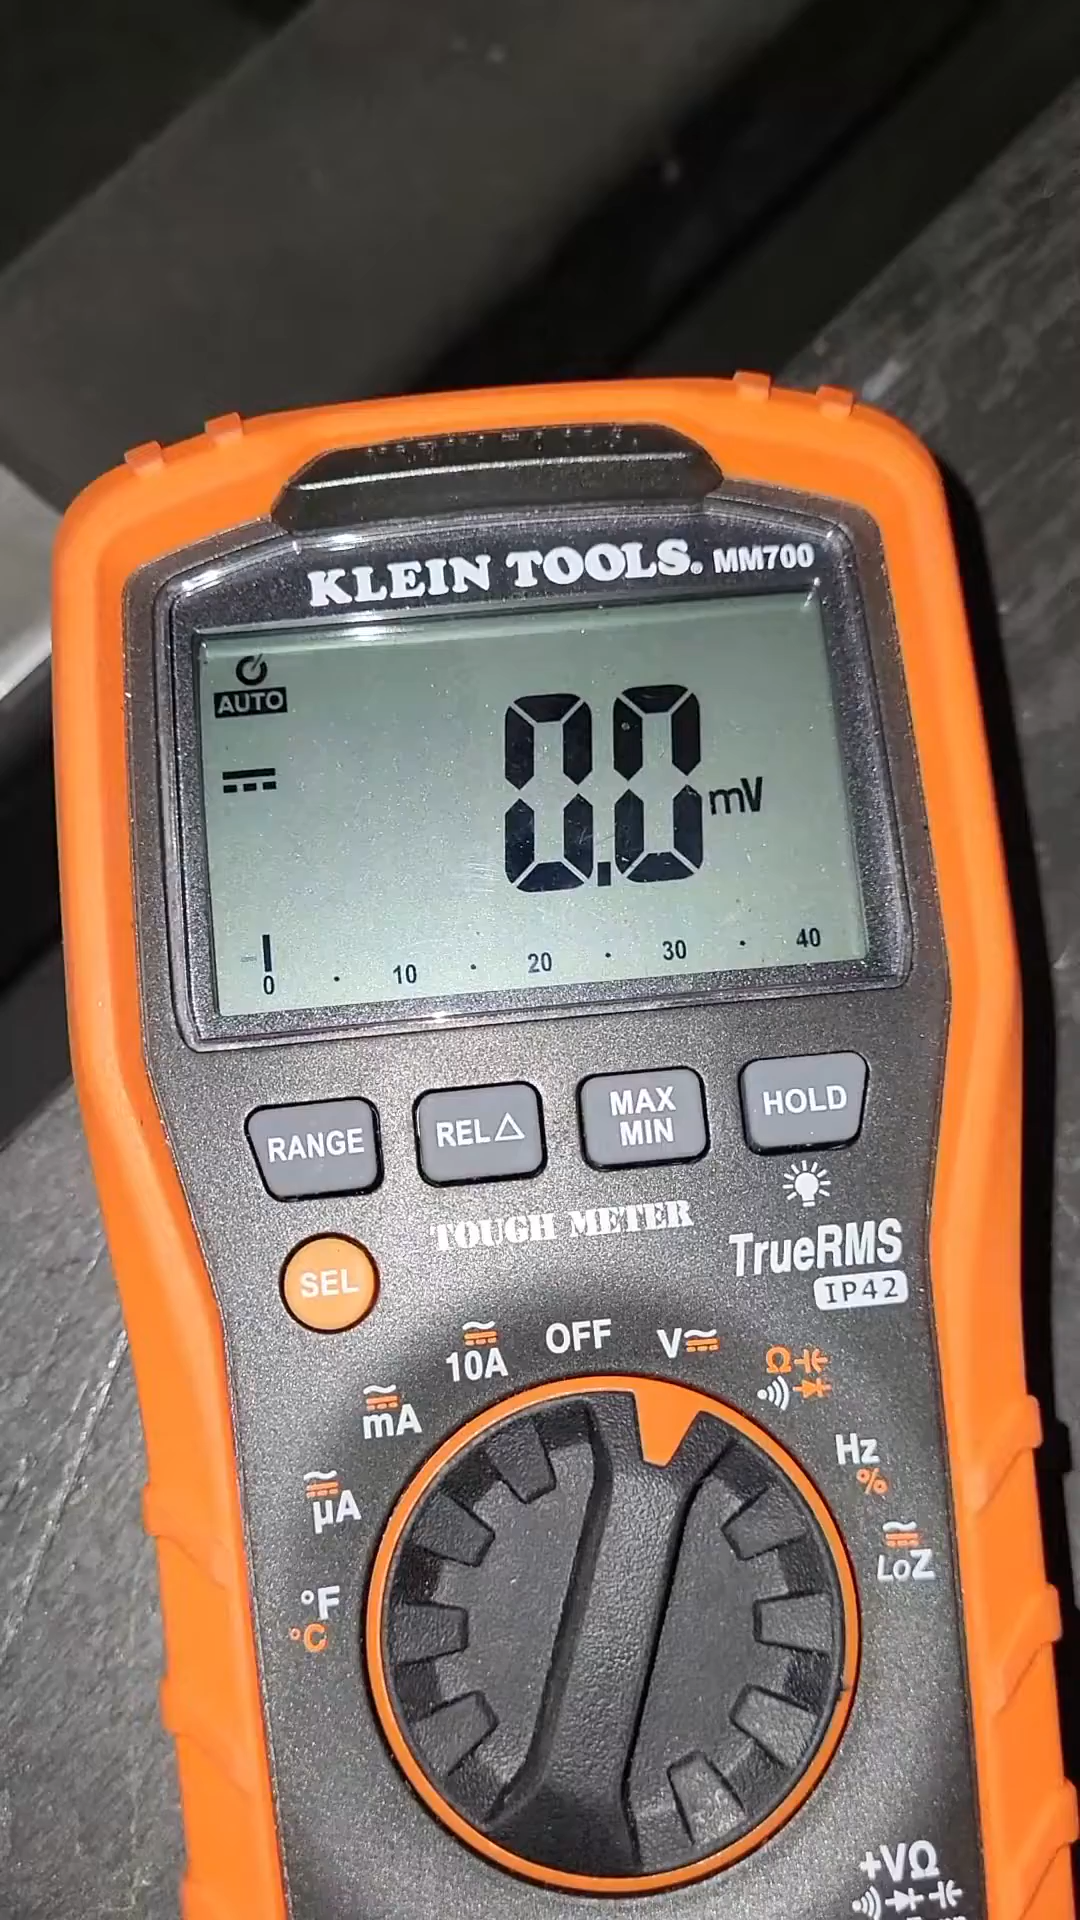 KLEIN TOOLS. MM700
AUTO
0.0 mV
0 10 20 30 40
RANGE
REL△
MAX
MIN
HOLD
TOUGH METER
TrueRMS
IP42
SEL
10A
OFF
V
Ω
mA
Hz
%
µA
LoZ
°F
°C
+VΩ